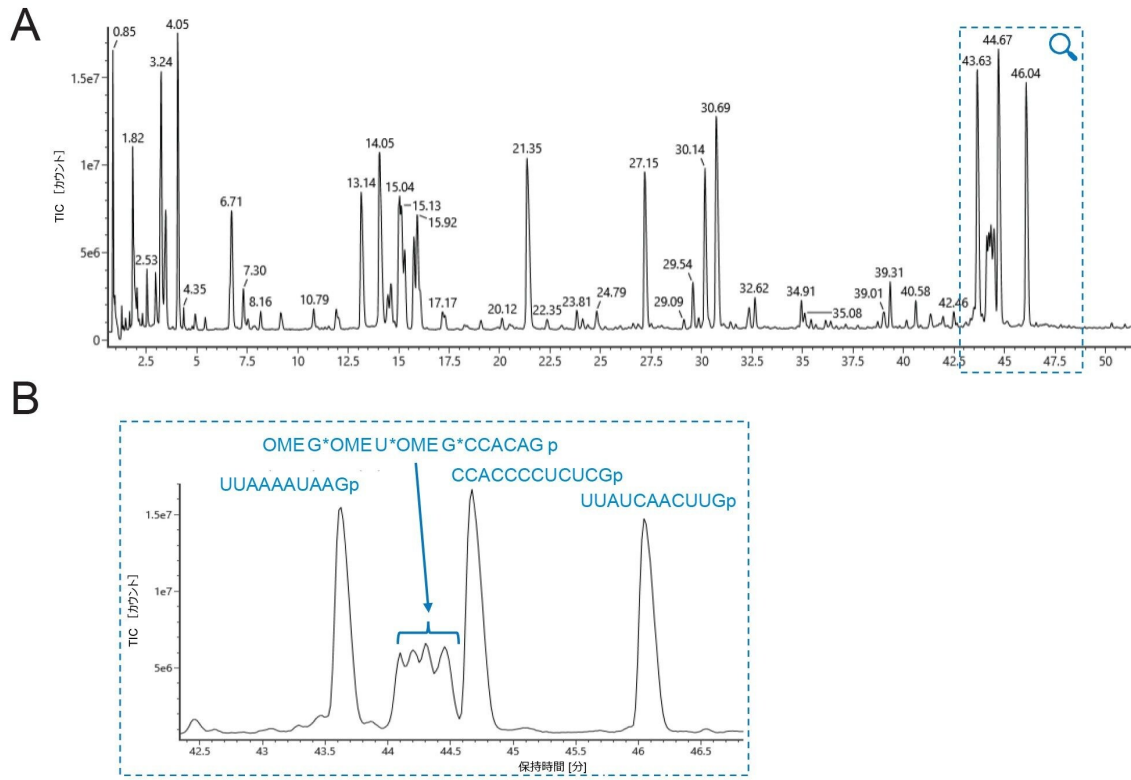 A
TIC [カウント]
1.5e7
1e7
5e6
0
0.85
1.82
2.53
3.24
4.05
4.35
6.71
7.30
8.16
10.79
13.14
14.05
15.04
15.13
15.92
17.17
20.12
21.35
22.35
23.81
24.79
27.15
29.09
29.54
30.14
30.69
32.62
34.91
35.08
39.01
39.31
40.58
42.46
43.63
44.67
46.04
2.5 5 7.5 10 12.5 15 17.5 20 22.5 25 27.5 30 32.5 35 37.5 40 42.5 45 47.5 50
B
OME G*OME U*OME G*CCACAG p
UUAAAAUAAGp
CCACCCCUCUCGp
UUAUCAACUUGp
TIC [カウント]
1.5e7
1e7
5e6
42.5 43 43.5 44 44.5 45 45.5 46 46.5
保持時間 [分]